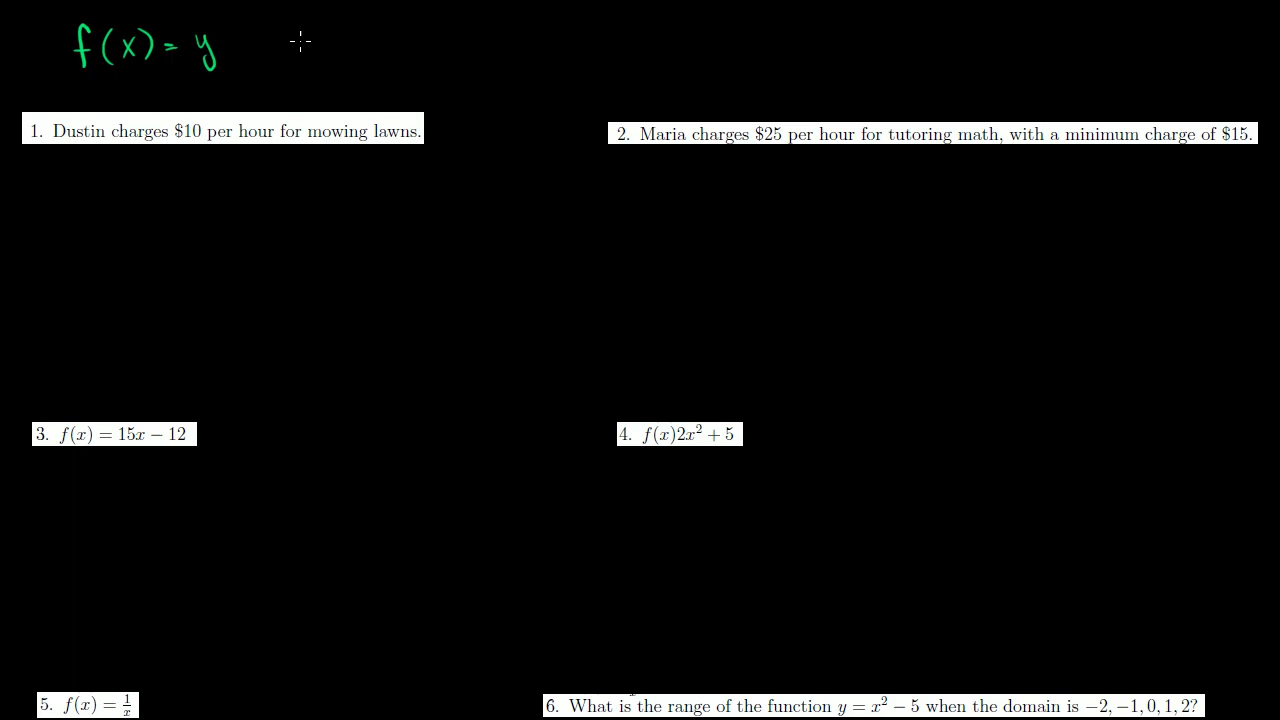 f(x) = y
1. Dustin charges $10 per hour for mowing lawns.
2. Maria charges $25 per hour for tutoring math, with a minimum charge of $15.
3. f(x) = 15x − 12
4. f(x)2x² + 5
5. f(x) = 1/x
6. What is the range of the function y = x² − 5 when the domain is −2, −1, 0, 1, 2?